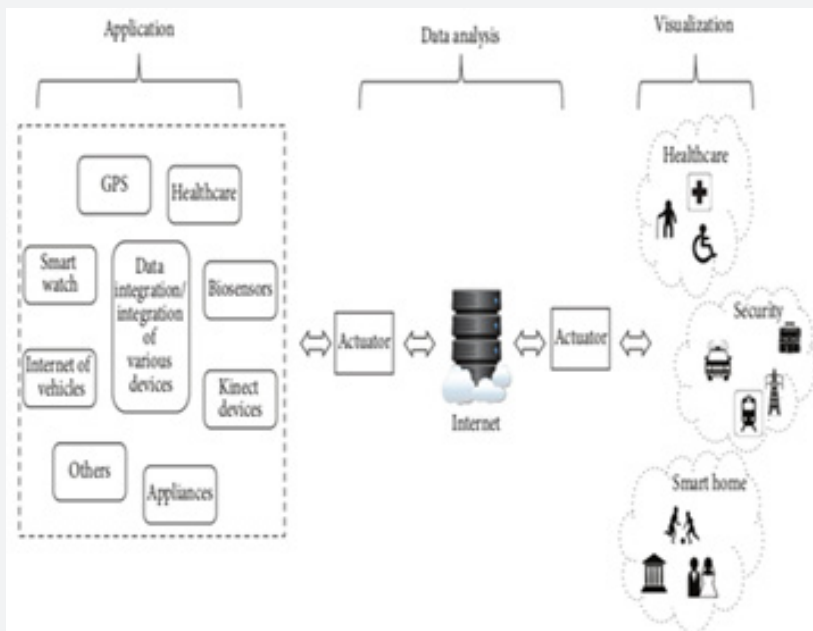 Application
Data analysis
Visualization
GPS
Healthcare
Smart
watch
Data
integration/
integration
of
various
devices
Biosensors
Internet of
vehicles
Kinect
devices
Others
Appliances
Actuator
Internet
Actuator
Healthcare
Security
Smart home